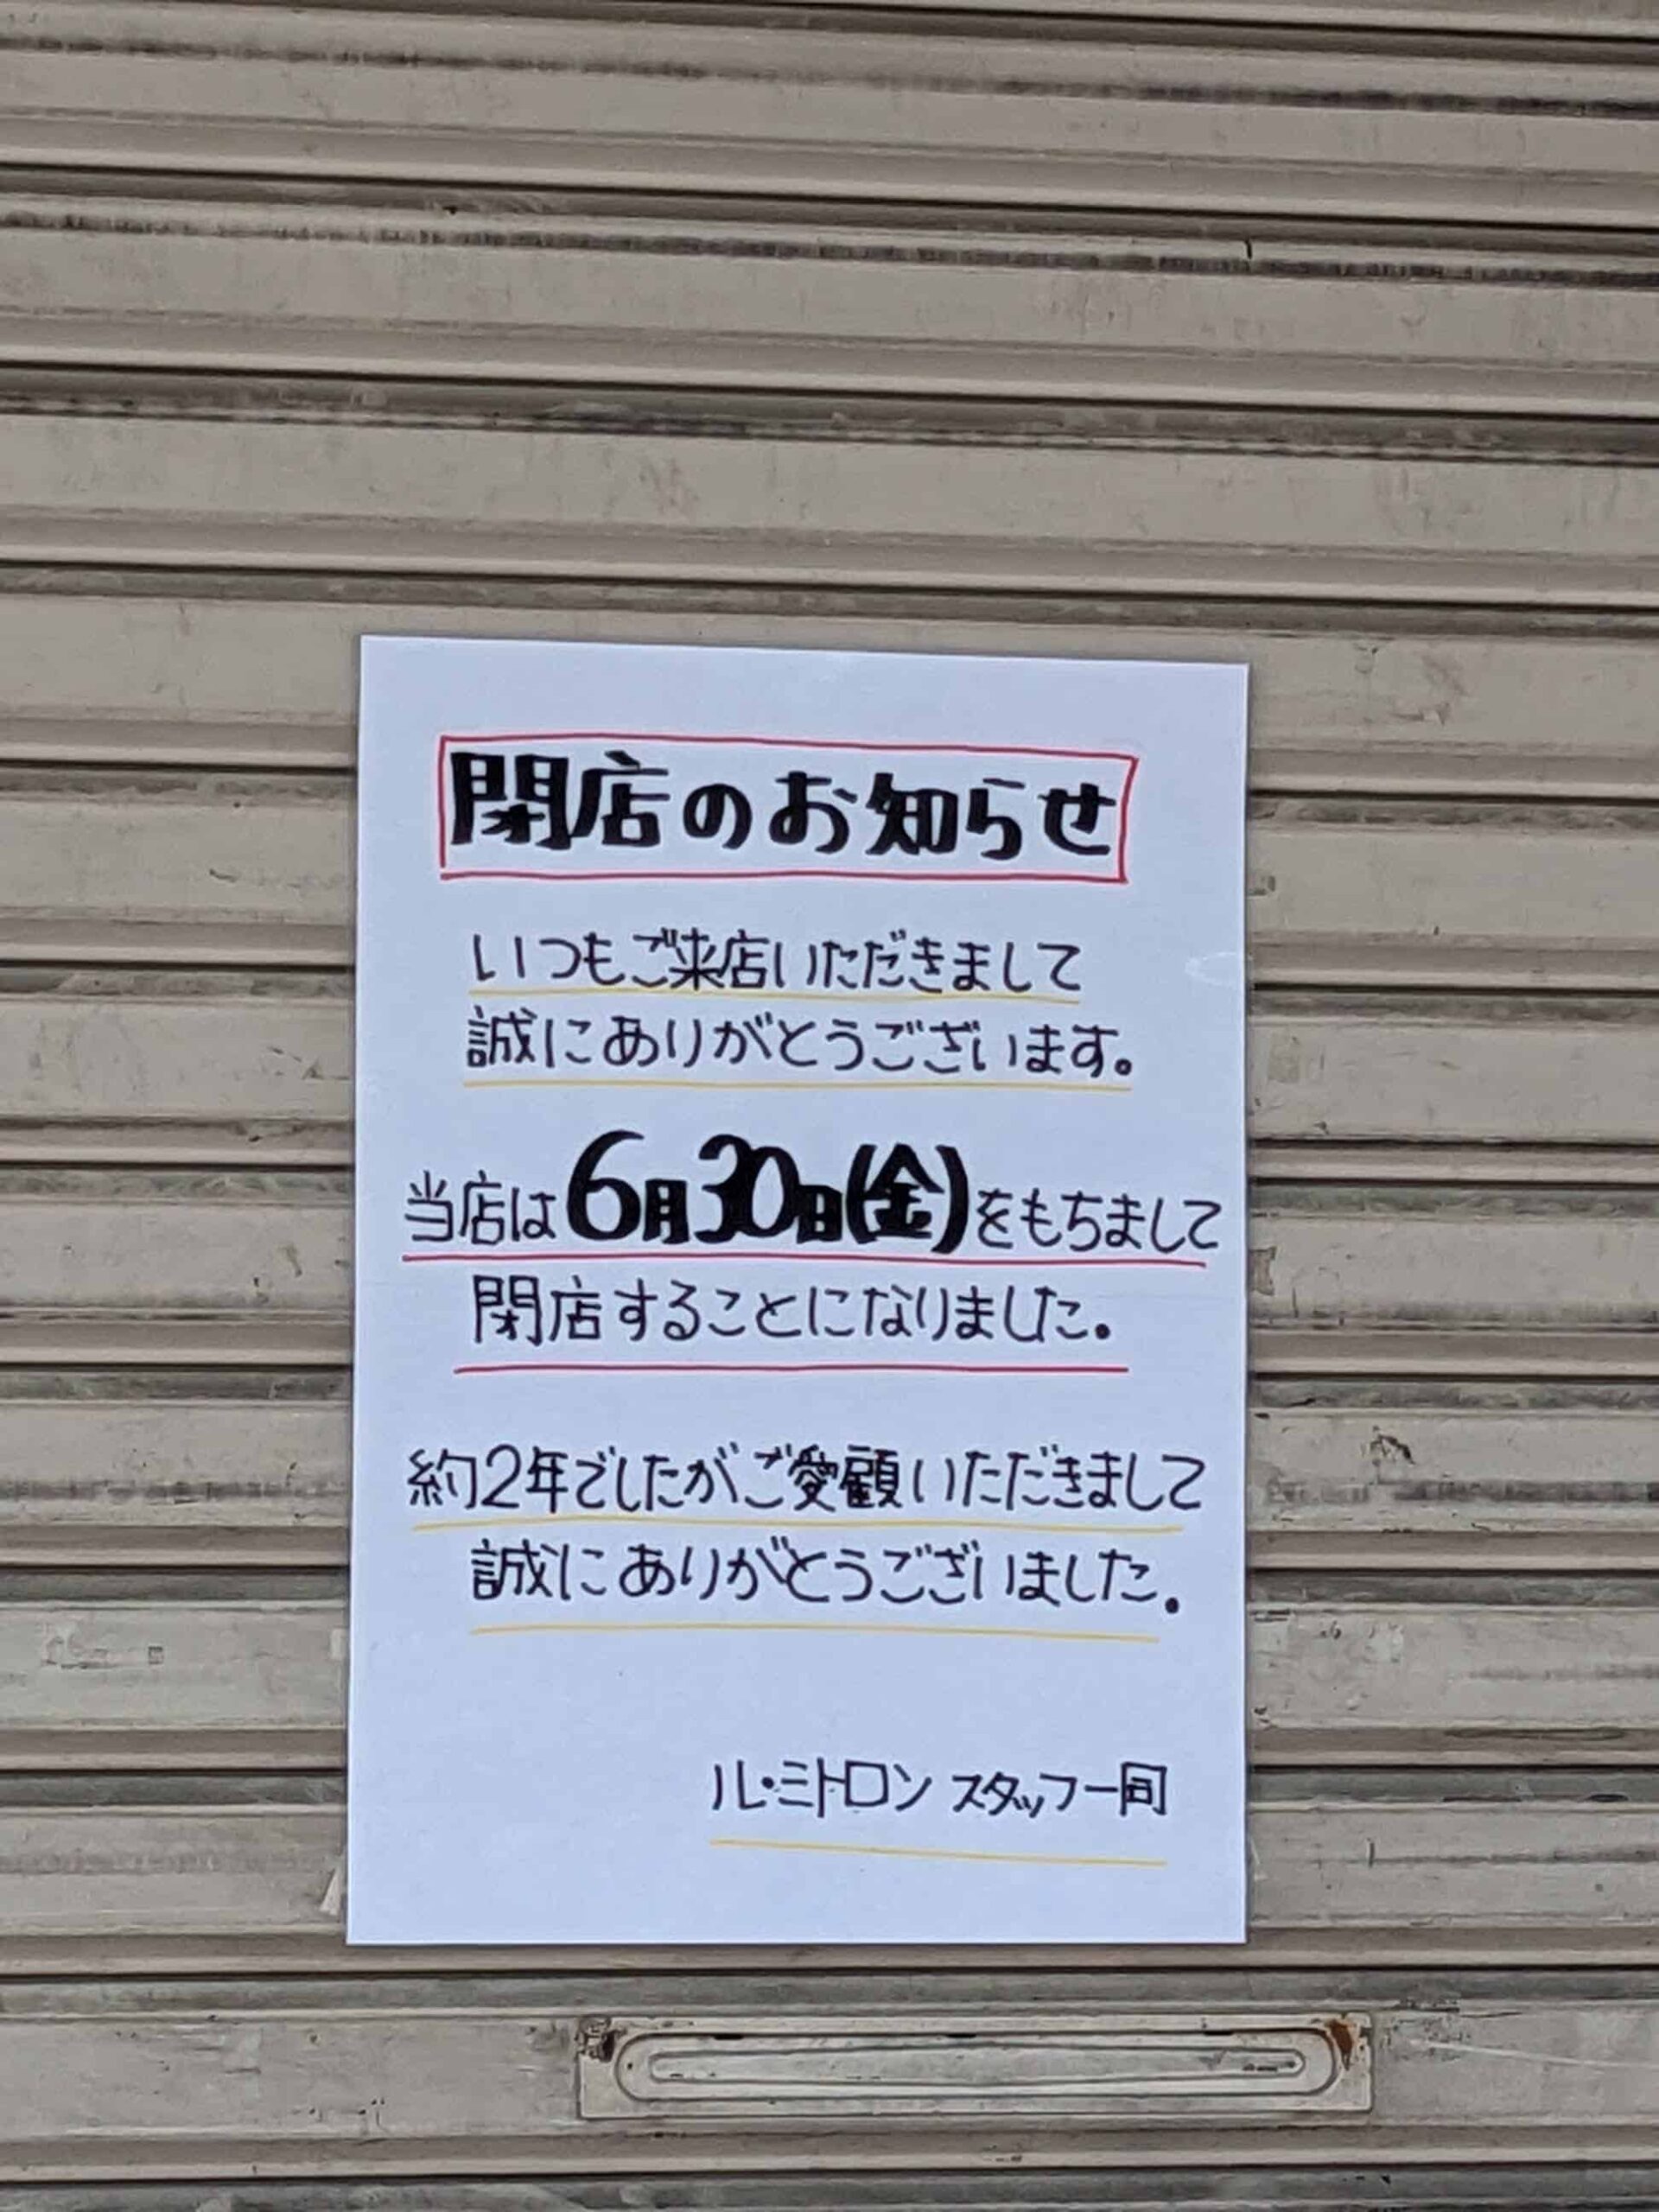 閉店のお知らせ
いつもご来店いただきまして
誠にありがとうございます。
当店は6月30日(金)をもちまして
閉店することになりました。
約2年でしたがご愛顧いただきまして
誠にありがとうございました。
ル・ミトロン スタッフ一同